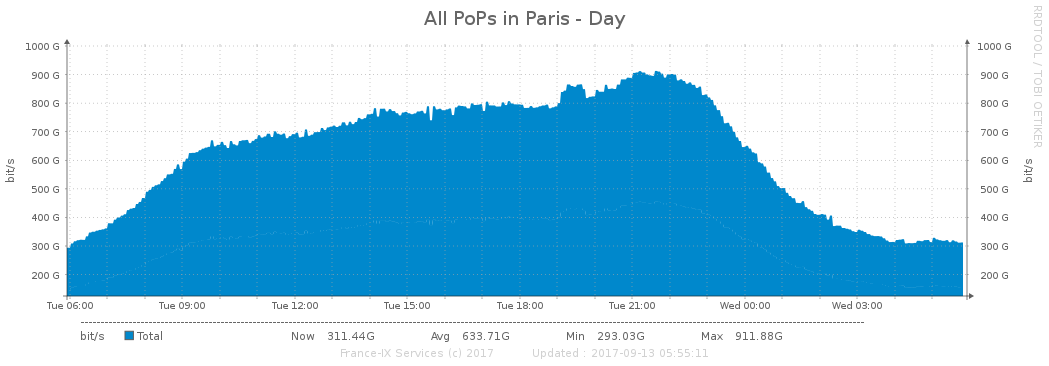 All PoPs in Paris - Day
RRDTOOL / TOBI OETIKER
1000 G 1000 G
900 G 900 G
800 G 800 G
700 G 700 G
600 G 600 G
500 G 500 G
400 G 400 G
300 G 300 G
200 G 200 G
bit/s bit/s
Tue 06:00 Tue 09:00 Tue 12:00 Tue 15:00 Tue 18:00 Tue 21:00 Wed 00:00 Wed 03:00
bit/s Total Now 311.44G Avg 633.71G Min 293.03G Max 911.88G
France-IX Services (c) 2017 Updated : 2017-09-13 05:55:11